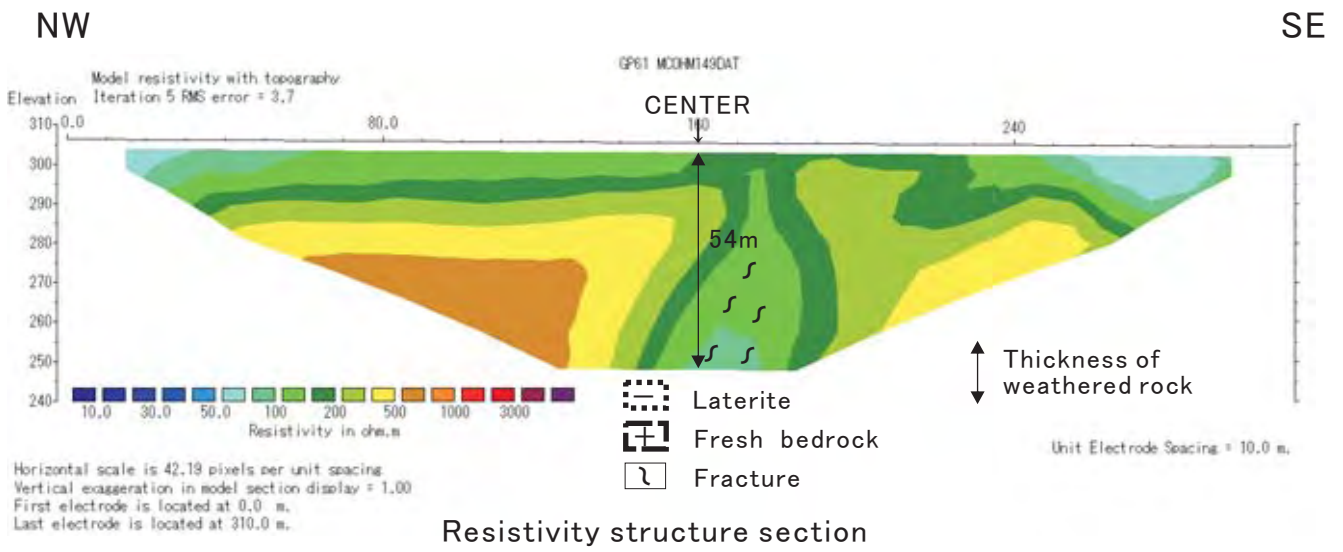 NW
SE
GP61 MCOHM149DAT
Model resistivity with topography
Elevation Iteration 5 RMS error = 3.7
CENTER
310 0.0 80.0 160 240
300
290
280
270
260
250
240
54m
Thickness of
weathered rock
10.0 30.0 50.0 100 200 500 1000 3000
Resistivity in ohm.m
Laterite
Fresh bedrock
Fracture
Unit Electrode Spacing = 10.0 m.
Horizontal scale is 42.19 pixels per unit spacing
Vertical exaggeration in model section display = 1.00
First electrode is located at 0.0 m.
Last electrode is located at 310.0 m.
Resistivity structure section